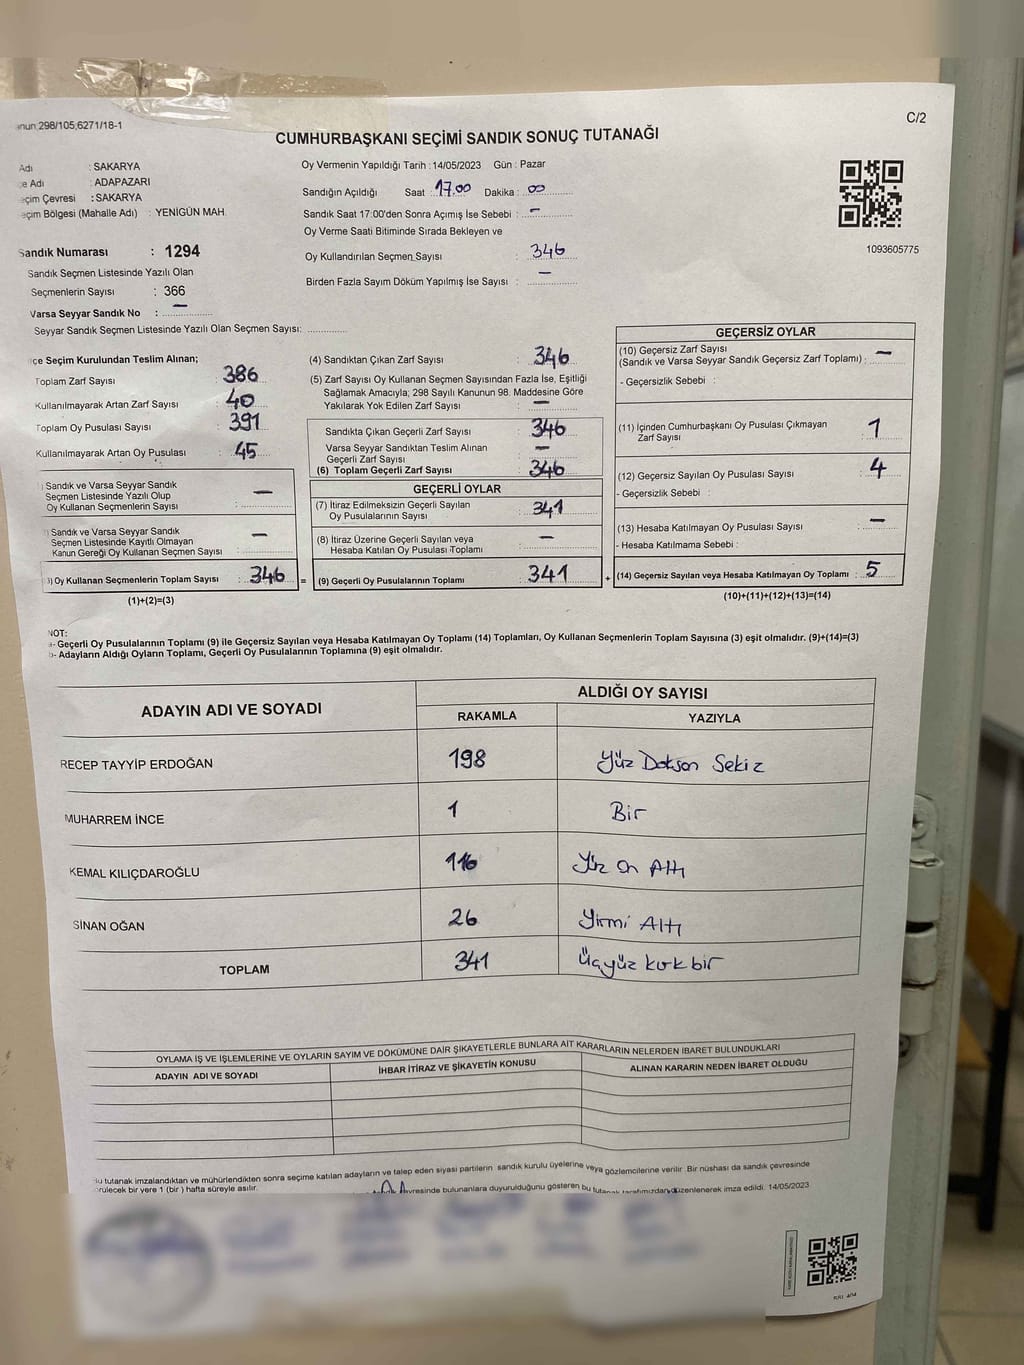 298/105;6271/18-1
C/2
CUMHURBAŞKANI SEÇİMİ SANDIK SONUÇ TUTANAĞI
Adı : SAKARYA
Adı : ADAPAZARI
Çevresi : SAKARYA
Bölgesi (Mahalle Adı) : YENİGÜN MAH.
Oy Vermenin Yapıldığı Tarih : 14/05/2023 Gün : Pazar
Sandığın Açıldığı Saat : 17.00 Dakika : 00
Sandık Saat 17:00'den Sonra Açımış İse Sebebi : -
Oy Verme Saati Bitiminde Sırada Bekleyen ve
Oy Kullandırılan Seçmen Sayısı : 346
Birden Fazla Sayım Döküm Yapılmış İse Sayısı : -
1093605775
Sandık Numarası : 1294
Sandık Seçmen Listesinde Yazılı Olan
Seçmenlerin Sayısı : 366
Varsa Seyyar Sandık No : -
Seyyar Sandık Seçmen Listesinde Yazılı Olan Seçmen Sayısı:
Seçim Kurulundan Teslim Alınan;
Toplam Zarf Sayısı : 386
Kullanılmayarak Artan Zarf Sayısı : 40
Toplam Oy Pusulası Sayısı : 391
Kullanılmayarak Artan Oy Pusulası : 45
Sandık ve Varsa Seyyar Sandık
Seçmen Listesinde Yazılı Olup
Oy Kullanan Seçmenlerin Sayısı : -
Sandık ve Varsa Seyyar Sandık
Seçmen Listesinde Kayıtlı Olmayan
Kanun Gereği Oy Kullanan Seçmen Sayısı : -
) Oy Kullanan Seçmenlerin Toplam Sayısı : 346 =
(1)+(2)=(3)
(4) Sandıktan Çıkan Zarf Sayısı : 346
(5) Zarf Sayısı Oy Kullanan Seçmen Sayısından Fazla İse, Eşitliği
Sağlamak Amacıyla; 298 Sayılı Kanunun 98. Maddesine Göre
Yakılarak Yok Edilen Zarf Sayısı : -
Sandıkta Çıkan Geçerli Zarf Sayısı : 346
Varsa Seyyar Sandıktan Teslim Alınan
Geçerli Zarf Sayısı : -
(6) Toplam Geçerli Zarf Sayısı : 346
GEÇERLİ OYLAR
(7) İtiraz Edilmeksizin Geçerli Sayılan
Oy Pusulalarının Sayısı : 341
(8) İtiraz Üzerine Geçerli Sayılan veya
Hesaba Katılan Oy Pusulası Toplamı : -
(9) Geçerli Oy Pusulalarının Toplamı : 341 +
GEÇERSİZ OYLAR
(10) Geçersiz Zarf Sayısı
(Sandık ve Varsa Seyyar Sandık Geçersiz Zarf Toplamı) : -
- Geçersizlik Sebebi :
(11) İçinden Cumhurbaşkanı Oy Pusulası Çıkmayan
Zarf Sayısı : 1
(12) Geçersiz Sayılan Oy Pusulası Sayısı : 4
- Geçersizlik Sebebi :
(13) Hesaba Katılmayan Oy Pusulası Sayısı : -
- Hesaba Katılmama Sebebi :
(14) Geçersiz Sayılan veya Hesaba Katılmayan Oy Toplamı : 5
(10)+(11)+(12)+(13)=(14)
NOT:
a- Geçerli Oy Pusulalarının Toplamı (9) ile Geçersiz Sayılan veya Hesaba Katılmayan Oy Toplamı (14) Toplamları, Oy Kullanan Seçmenlerin Toplam Sayısına (3) eşit olmalıdır. (9)+(14)=(3)
b- Adayların Aldığı Oyların Toplamı, Geçerli Oy Pusulalarının Toplamına (9) eşit olmalıdır.
ADAYIN ADI VE SOYADI
ALDIĞI OY SAYISI
RAKAMLA YAZIYLA
RECEP TAYYİP ERDOĞAN 198 Yüz Doksan Sekiz
MUHARREM İNCE 1 Bir
KEMAL KILIÇDAROĞLU 116 Yüz On Altı
SİNAN OĞAN 26 Yirmi Altı
TOPLAM 341 Üçyüz kırkbir
OYLAMA İŞ VE İŞLEMLERİNE VE OYLARIN SAYIM VE DÖKÜMÜNE DAİR ŞİKAYETLERLE BUNLARA AİT KARARLARIN NELERDEN İBARET BULUNDUKLARI
ADAYIN ADI VE SOYADI İHBAR İTİRAZ VE ŞİKAYETİN KONUSU ALINAN KARARIN NEDEN İBARET OLDUĞU
Bu tutanak imzalandıktan ve mühürlendikten sonra seçime katılan adayların ve talep eden siyasi partilerin sandık kurulu üyelerine veya gözlemcilerine verilir. Bir nüshası da sandık çevresinde
bir yere 1 (bir) hafta süreyle asılır. çevresinde bulunanlara duyurulduğunu gösteren bu tutanak tarafımızdan düzenlenerek imza edildi. 14/05/2023